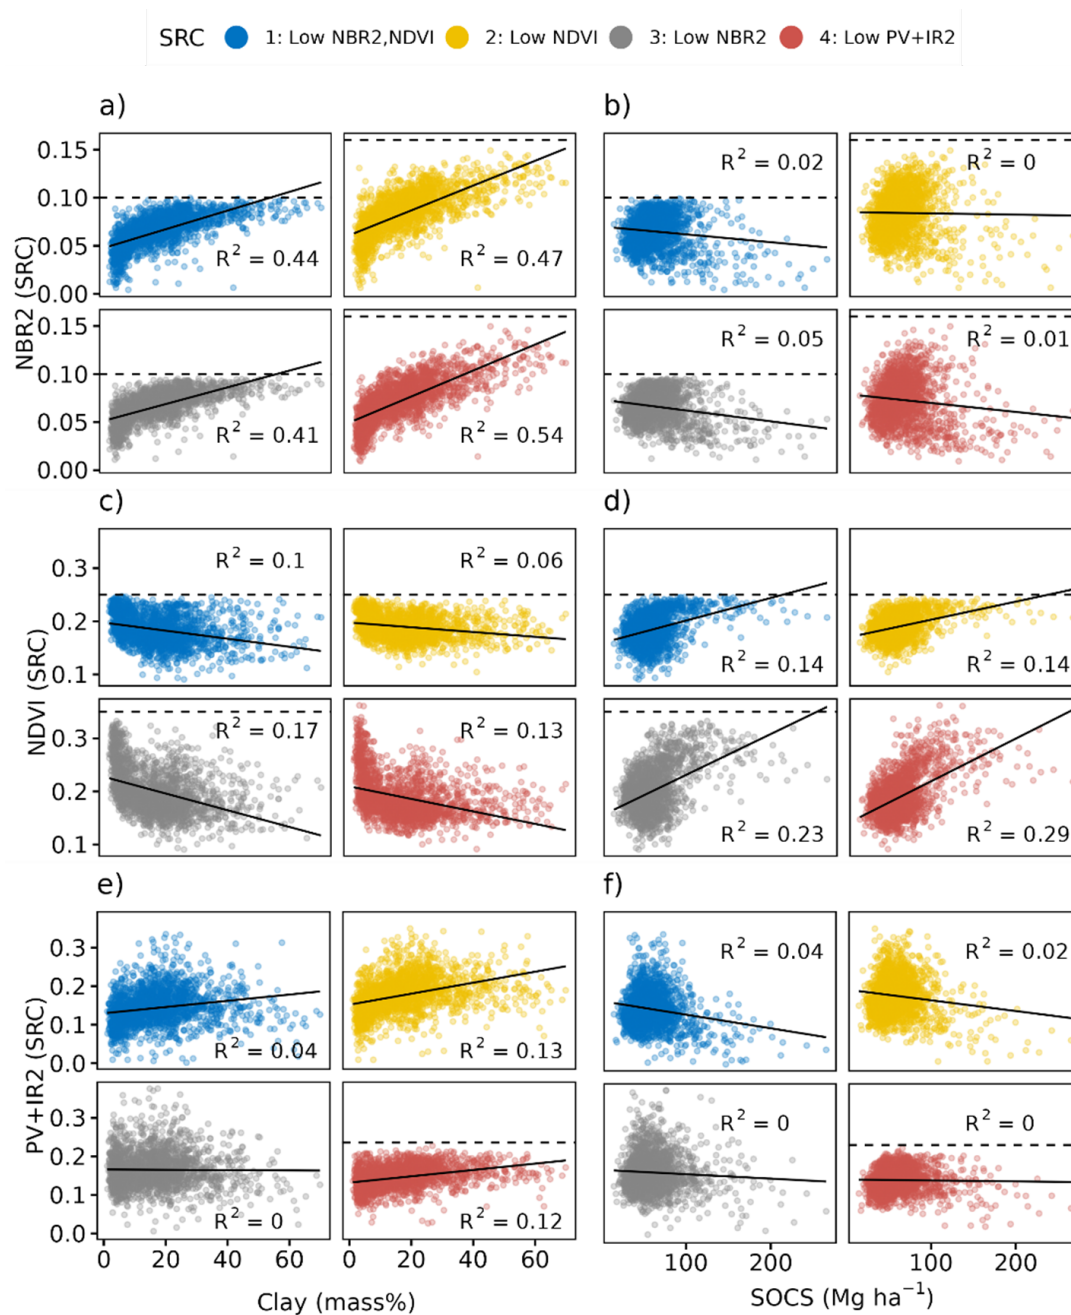 SRC 1: Low NBR2,NDVI 2: Low NDVI 3: Low NBR2 4: Low PV+IR2
a) b)
NBR2 (SRC)
0.15
0.10
0.05
0.00
R² = 0.44
R² = 0.47
R² = 0.02
R² = 0
0.15
0.10
0.05
0.00
R² = 0.41
R² = 0.54
R² = 0.05
R² = 0.01
c) d)
NDVI (SRC)
0.3
0.2
0.1
R² = 0.1
R² = 0.06
R² = 0.14
R² = 0.14
0.3
0.2
0.1
R² = 0.17
R² = 0.13
R² = 0.23
R² = 0.29
e) f)
PV+IR2 (SRC)
0.3
0.2
0.1
0.0
R² = 0.04
R² = 0.13
R² = 0.04
R² = 0.02
0.3
0.2
0.1
0.0
R² = 0
R² = 0.12
R² = 0
R² = 0
0 20 40 60 0 20 40 60 100 200 100 200
Clay (mass%) SOCS (Mg ha⁻¹)